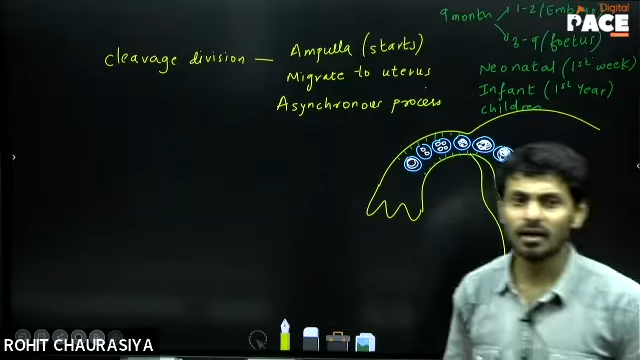 cleavage division — Ampulla (starts)
Migrate to uterus
Asynchronous process
9 month
1-2/
3-9/(foetus)
Neonatal (1st week)
Infant (1st year)
children
Digital
PACE
ROHIT CHAURASIYA